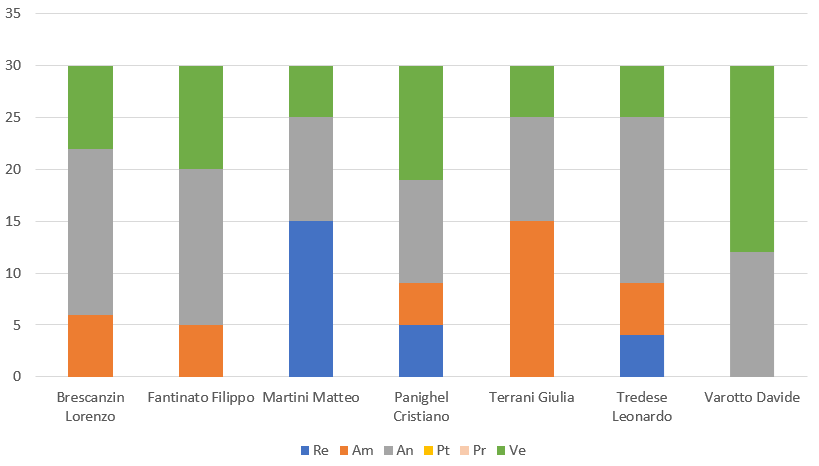 35
30
25
20
15
10
5
0
Brescanzin
Lorenzo
Fantinato Filippo
Martini Matteo
Panighel
Cristiano
Terrani Giulia
Tredese
Leonardo
Varotto Davide
Re Am An Pt Pr Ve